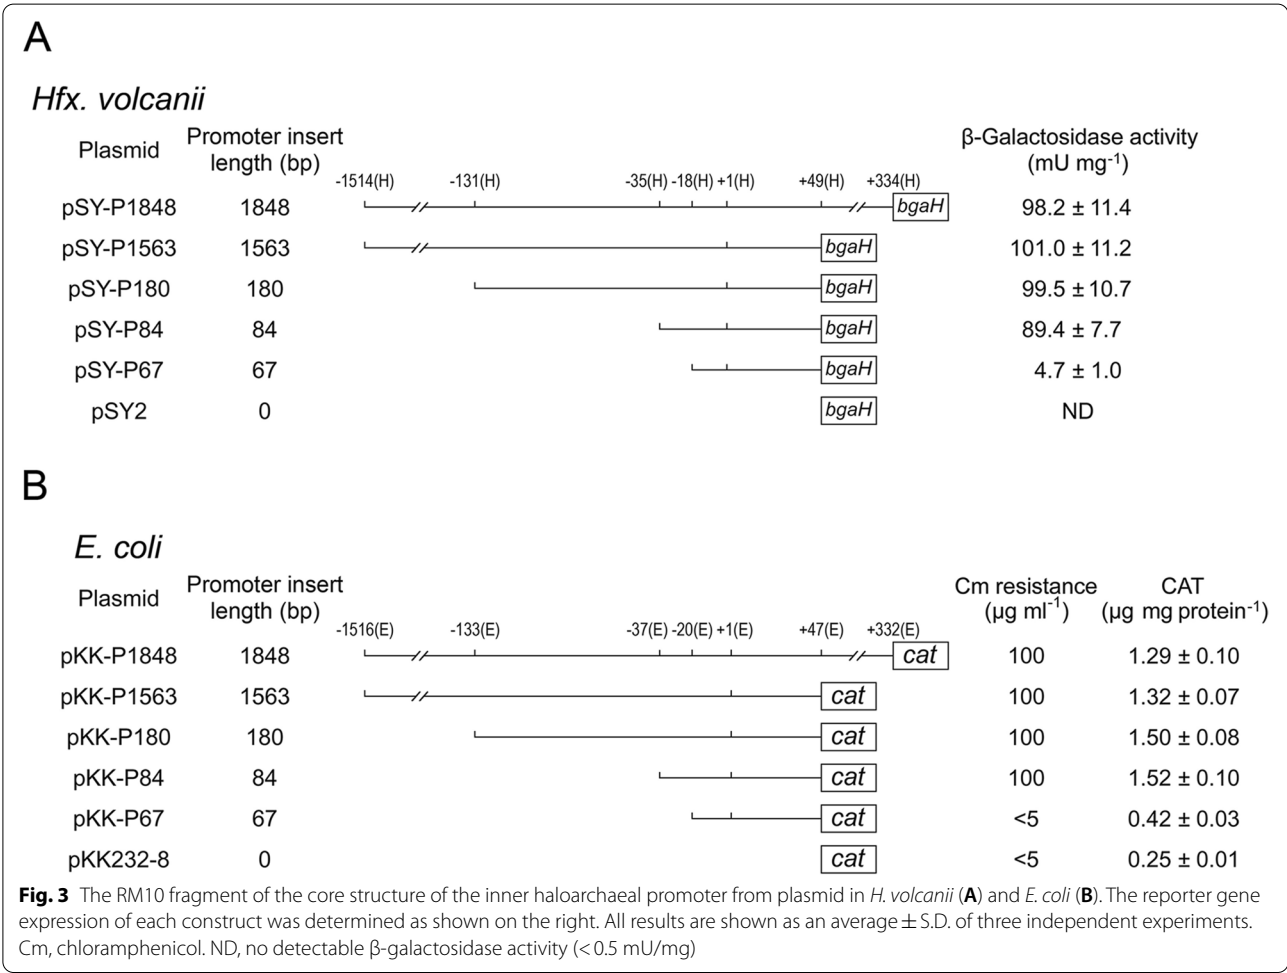 A
Hfx. volcanii
Plasmid Promoter insert length (bp) β-Galactosidase activity (mU mg-1)
-1514(H) -131(H) -35(H) -18(H) +1(H) +49(H) +334(H)
pSY-P1848 1848 bgaH 98.2 ± 11.4
pSY-P1563 1563 bgaH 101.0 ± 11.2
pSY-P180 180 bgaH 99.5 ± 10.7
pSY-P84 84 bgaH 89.4 ± 7.7
pSY-P67 67 bgaH 4.7 ± 1.0
pSY2 0 bgaH ND
B
E. coli
Plasmid Promoter insert length (bp) Cm resistance (µg ml-1) CAT (µg mg protein-1)
-1516(E) -133(E) -37(E) -20(E) +1(E) +47(E) +332(E)
pKK-P1848 1848 cat 100 1.29 ± 0.10
pKK-P1563 1563 cat 100 1.32 ± 0.07
pKK-P180 180 cat 100 1.50 ± 0.08
pKK-P84 84 cat 100 1.52 ± 0.10
pKK-P67 67 cat <5 0.42 ± 0.03
pKK232-8 0 cat <5 0.25 ± 0.01
Fig. 3 The RM10 fragment of the core structure of the inner haloarchaeal promoter from plasmid in H. volcanii (A) and E. coli (B). The reporter gene
expression of each construct was determined as shown on the right. All results are shown as an average ± S.D. of three independent experiments.
Cm, chloramphenicol. ND, no detectable β-galactosidase activity (< 0.5 mU/mg)